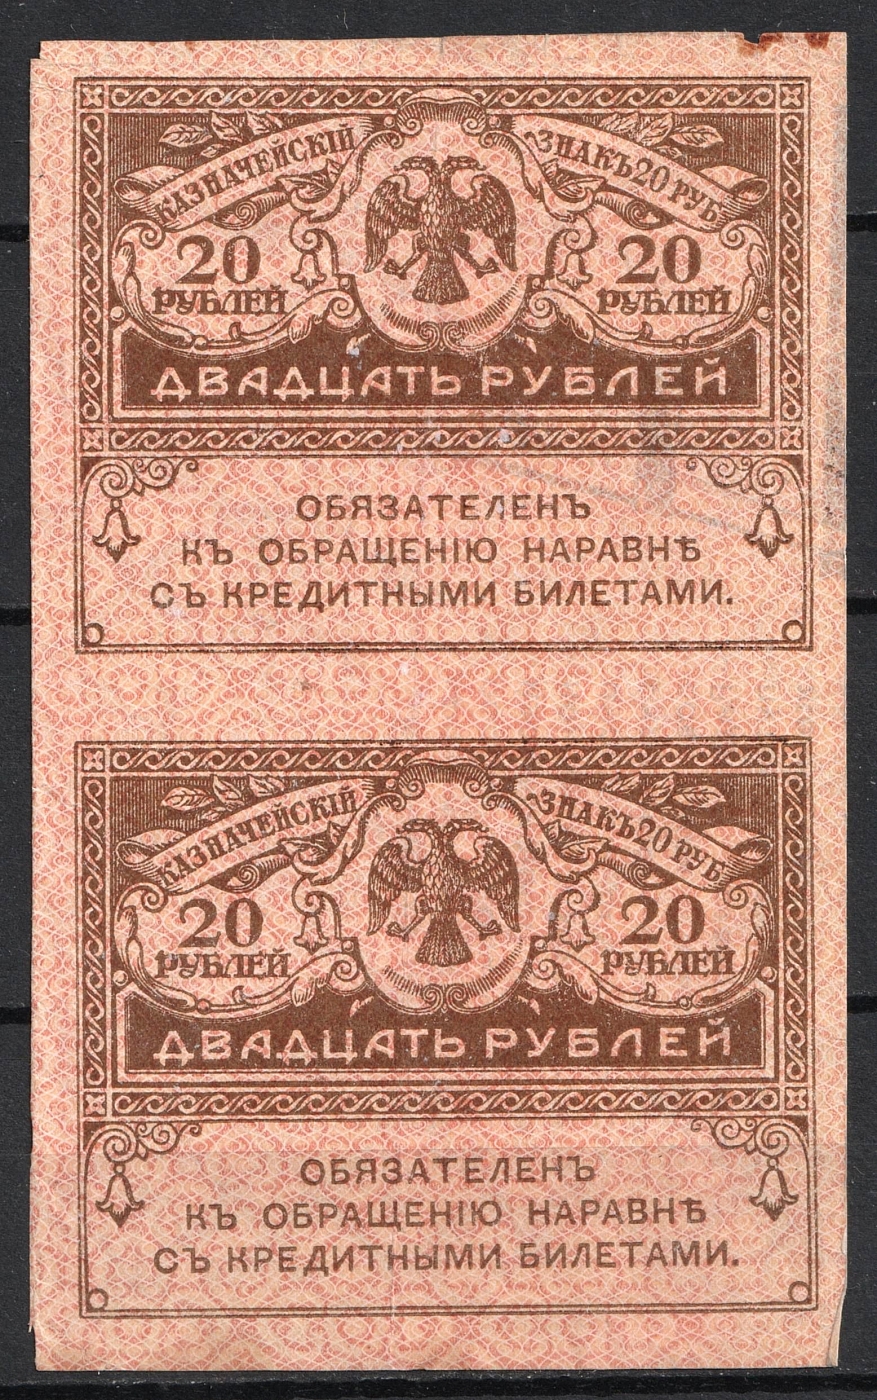 КАЗНАЧЕЙСКІЙ ЗНАКЪ 20 РУБ.
20 20
РУБЛЕЙ РУБЛЕЙ
ДВАДЦАТЬ РУБЛЕЙ
ОБЯЗАТЕЛЕНЪ
КЪ ОБРАЩЕНІЮ НАРАВНѢ
СЪ КРЕДИТНЫМИ БИЛЕТАМИ.
КАЗНАЧЕЙСКІЙ ЗНАКЪ 20 РУБ.
20 20
РУБЛЕЙ РУБЛЕЙ
ДВАДЦАТЬ РУБЛЕЙ
ОБЯЗАТЕЛЕНЪ
КЪ ОБРАЩЕНІЮ НАРАВНѢ
СЪ КРЕДИТНЫМИ БИЛЕТАМИ.